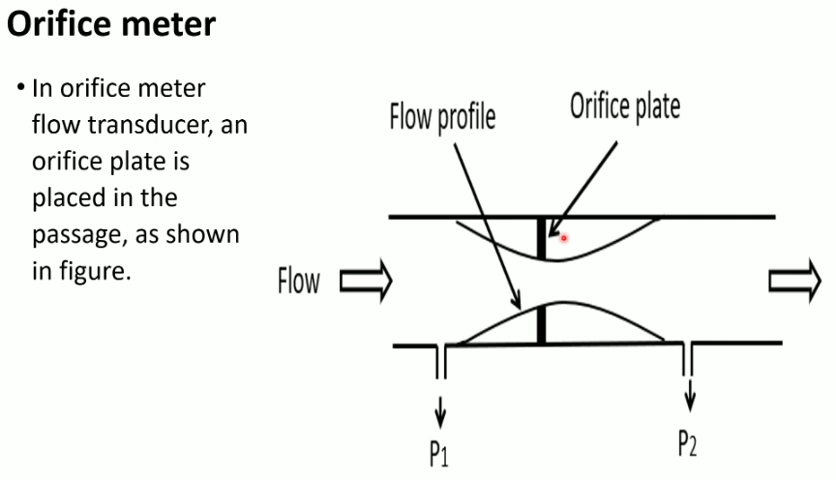 Orifice meter
• In orifice meter
flow transducer, an
orifice plate is
placed in the
passage, as shown
in figure.
Flow profile
Orifice plate
Flow
P1
P2